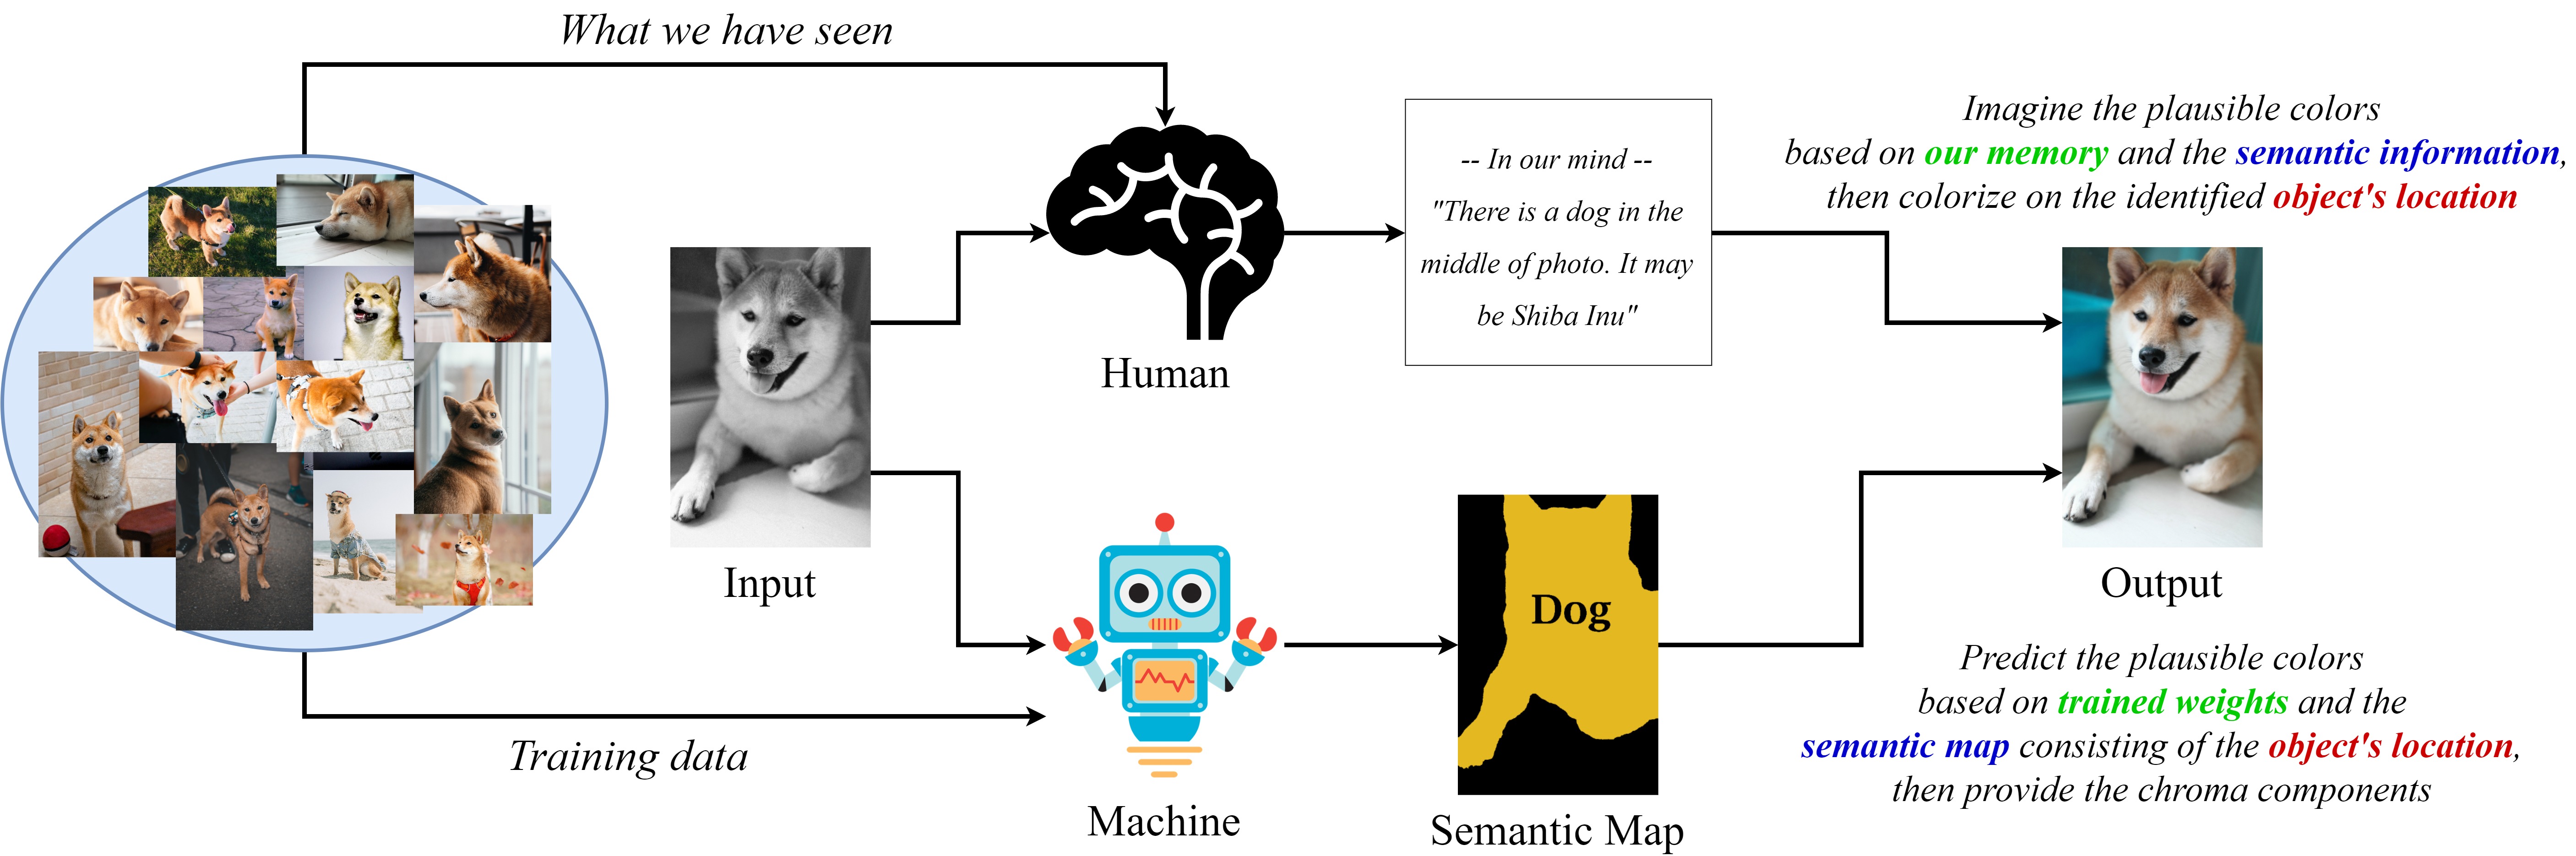 What we have seen
Imagine the plausible colors
based on our memory and the semantic information,
then colorize on the identified object's location
-- In our mind --
"There is a dog in the
middle of photo. It may
be Shiba Inu"
Human
Input
Dog
Output
Predict the plausible colors
based on trained weights and the
semantic map consisting of the object's location,
then provide the chroma components
Training data
Machine
Semantic Map